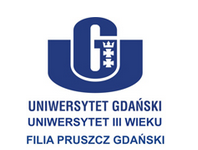 UNIWERSYTET GDAŃSKI
UNIWERSYTET III WIEKU
FILIA PRUSZCZ GDAŃSKI